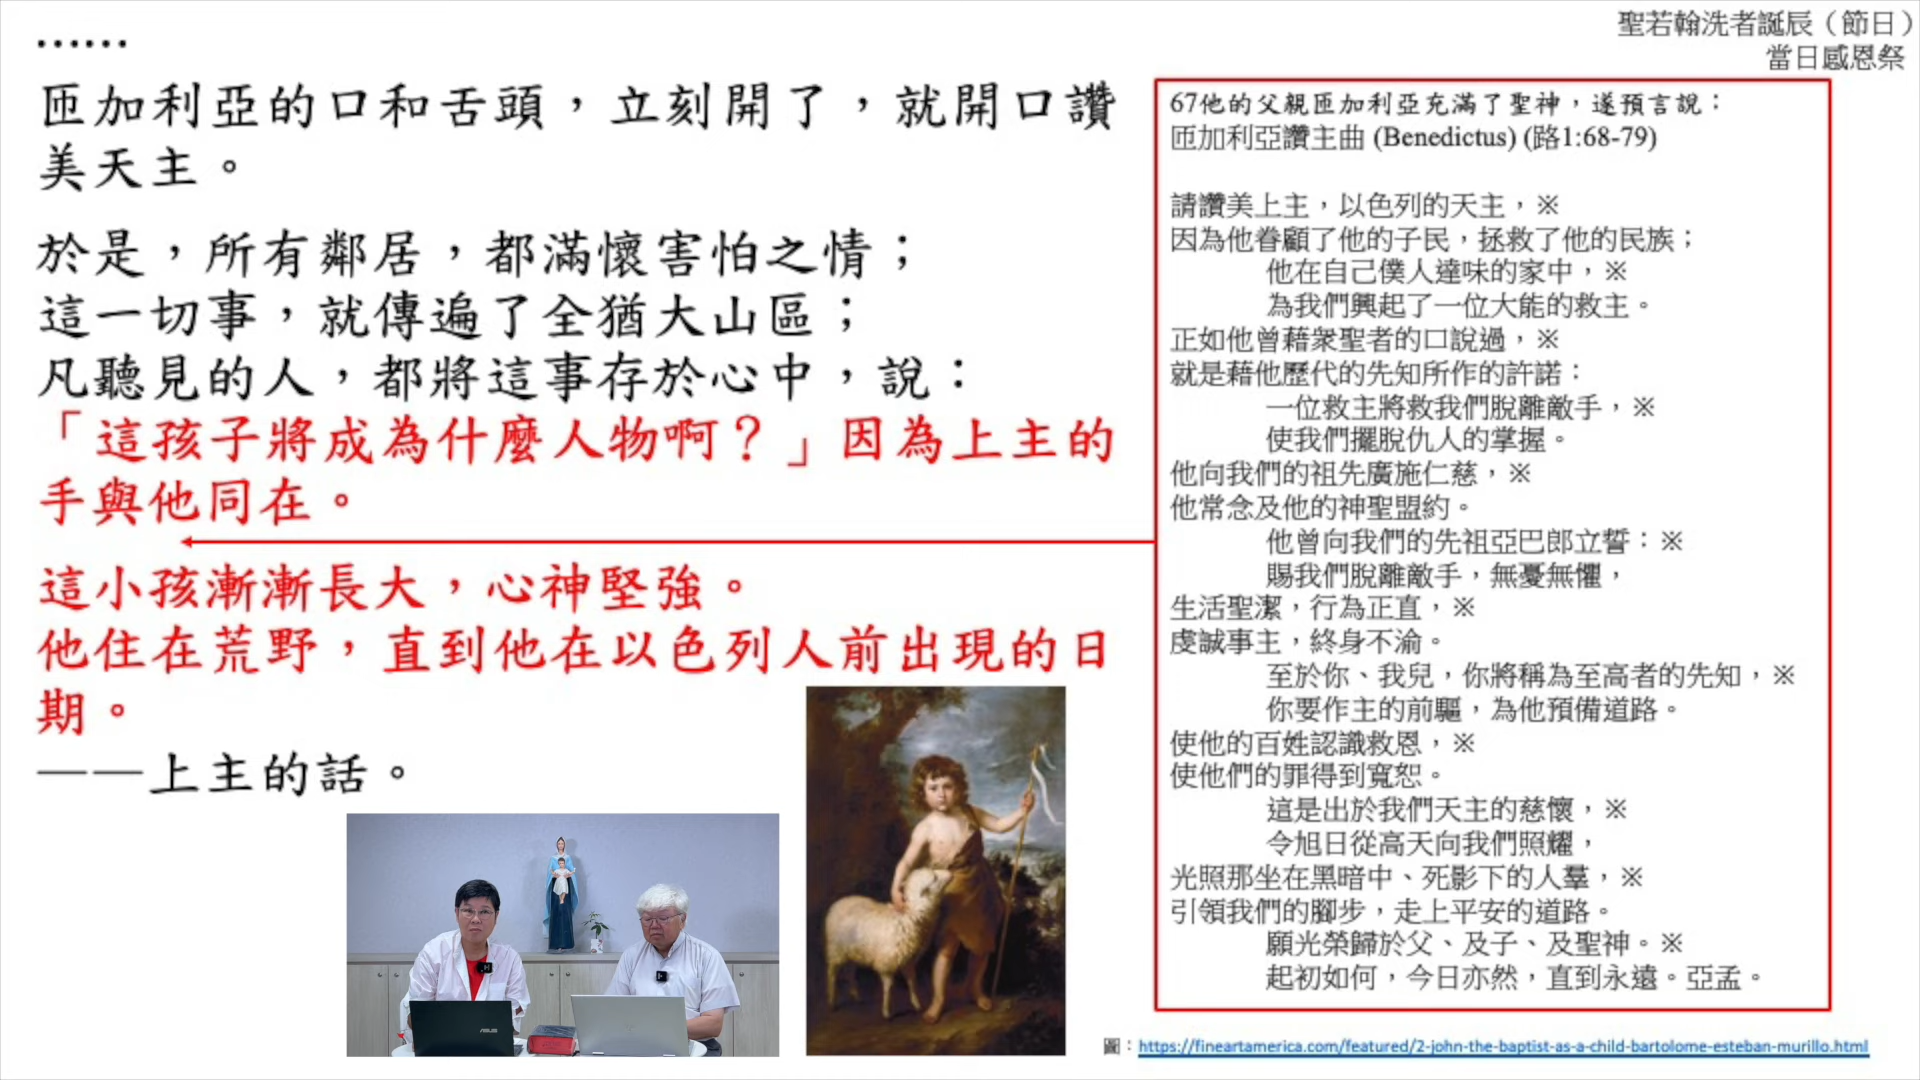 聖若翰洗者誕辰（節日）
當日感恩祭
……
匝加利亞的口和舌頭，立刻開了，就開口讚
美天主。
於是，所有鄰居，都滿懷害怕之情；
這一切事，就傳遍了全猶大山區；
凡聽見的人，都將這事存於心中，說：
「這孩子將成為什麼人物啊？」因為上主的
手與他同在。
這小孩漸漸長大，心神堅強。
他住在荒野，直到他在以色列人前出現的日
期。
——上主的話。
67他的父親匝加利亞充滿了聖神，遂預言說：
匝加利亞讚主曲 (Benedictus) (路1:68-79)
請讚美上主，以色列的天主，※
因為他眷顧了他的子民，拯救了他的民族；
他在自己僕人達味的家中，※
為我們興起了一位大能的救主。
正如他曾藉衆聖者的口說過，※
就是藉他歷代的先知所作的許諾：
一位救主將救我們脫離敵手，※
使我們擺脫仇人的掌握。
他向我們的祖先廣施仁慈，※
他常念及他的神聖盟約。
他曾向我們的先祖亞巴郎立誓：※
賜我們脫離敵手，無憂無懼，
生活聖潔，行為正直，※
虔誠事主，終身不渝。
至於你、我兒，你將稱為至高者的先知，※
你要作主的前驅，為他預備道路。
使他的百姓認識救恩，※
使他們的罪得到寬恕。
這是出於我們天主的慈懷，※
令旭日從高天向我們照耀，
光照那坐在黑暗中、死影下的人羣，※
引領我們的腳步，走上平安的道路。
願光榮歸於父、及子、及聖神。※
起初如何，今日亦然，直到永遠。亞孟。
圖：https://fineartamerica.com/featured/2-john-the-baptist-as-a-child-bartolome-esteban-murillo.html
ASUS